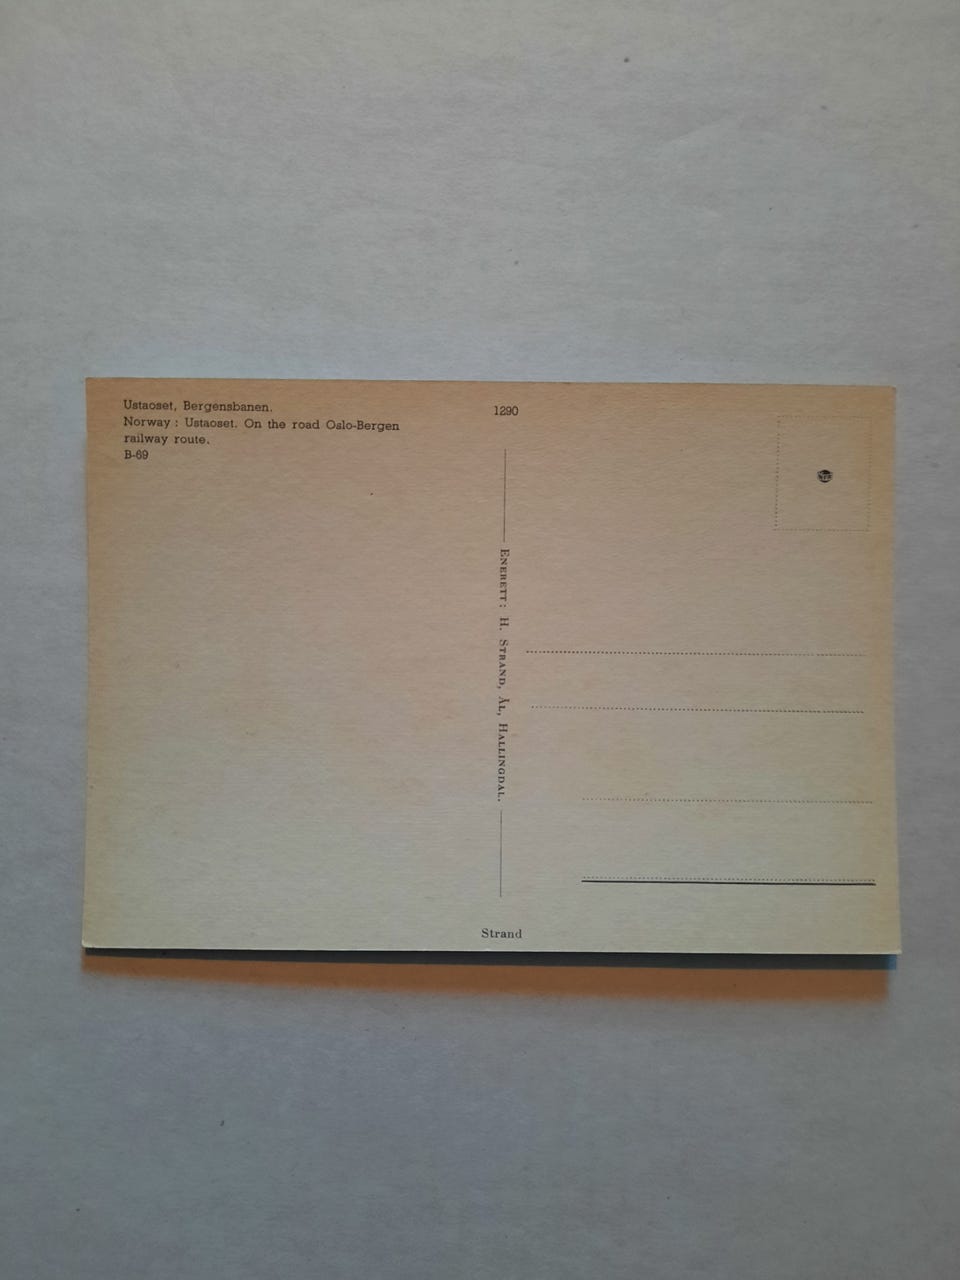 Ustaoset, Bergensbanen.
Norway : Ustaoset. On the road Oslo-Bergen
railway route.
B-69
1290
ENERETT: H. STRAND, ÅL, HALLINGDAL.
Strand